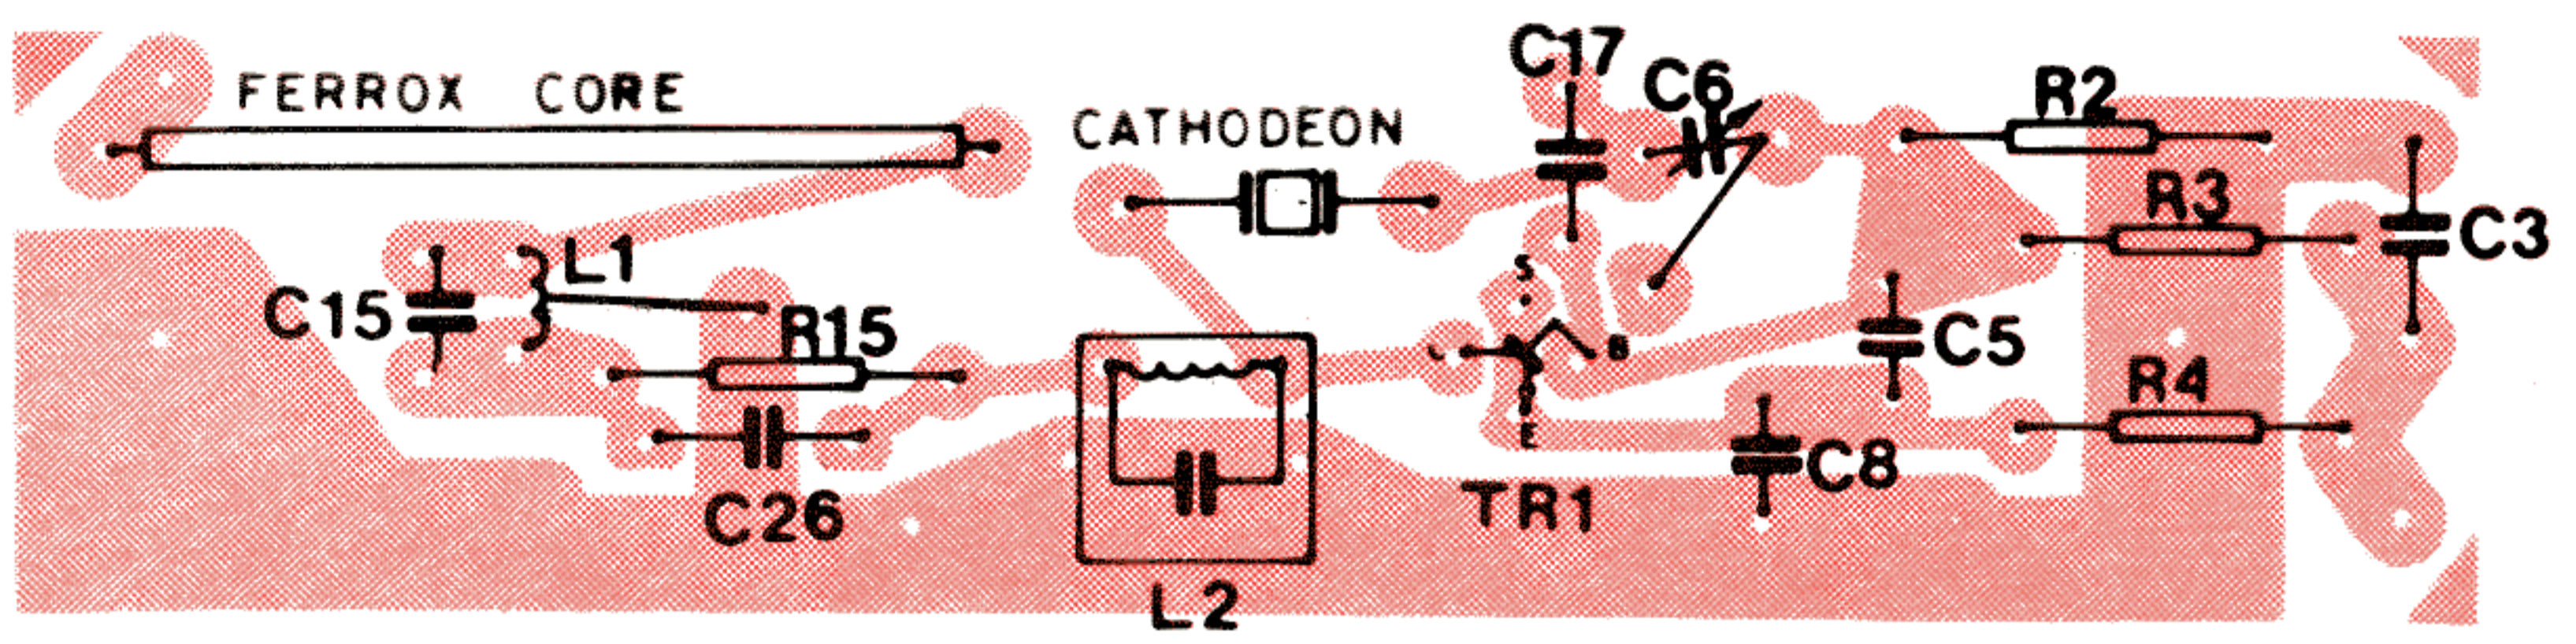 FERROX CORE
CATHODEON
C17
C6
R2
R3
C3
L1
C15
R15
C26
L2
S
B
E
TR1
C5
C8
R4